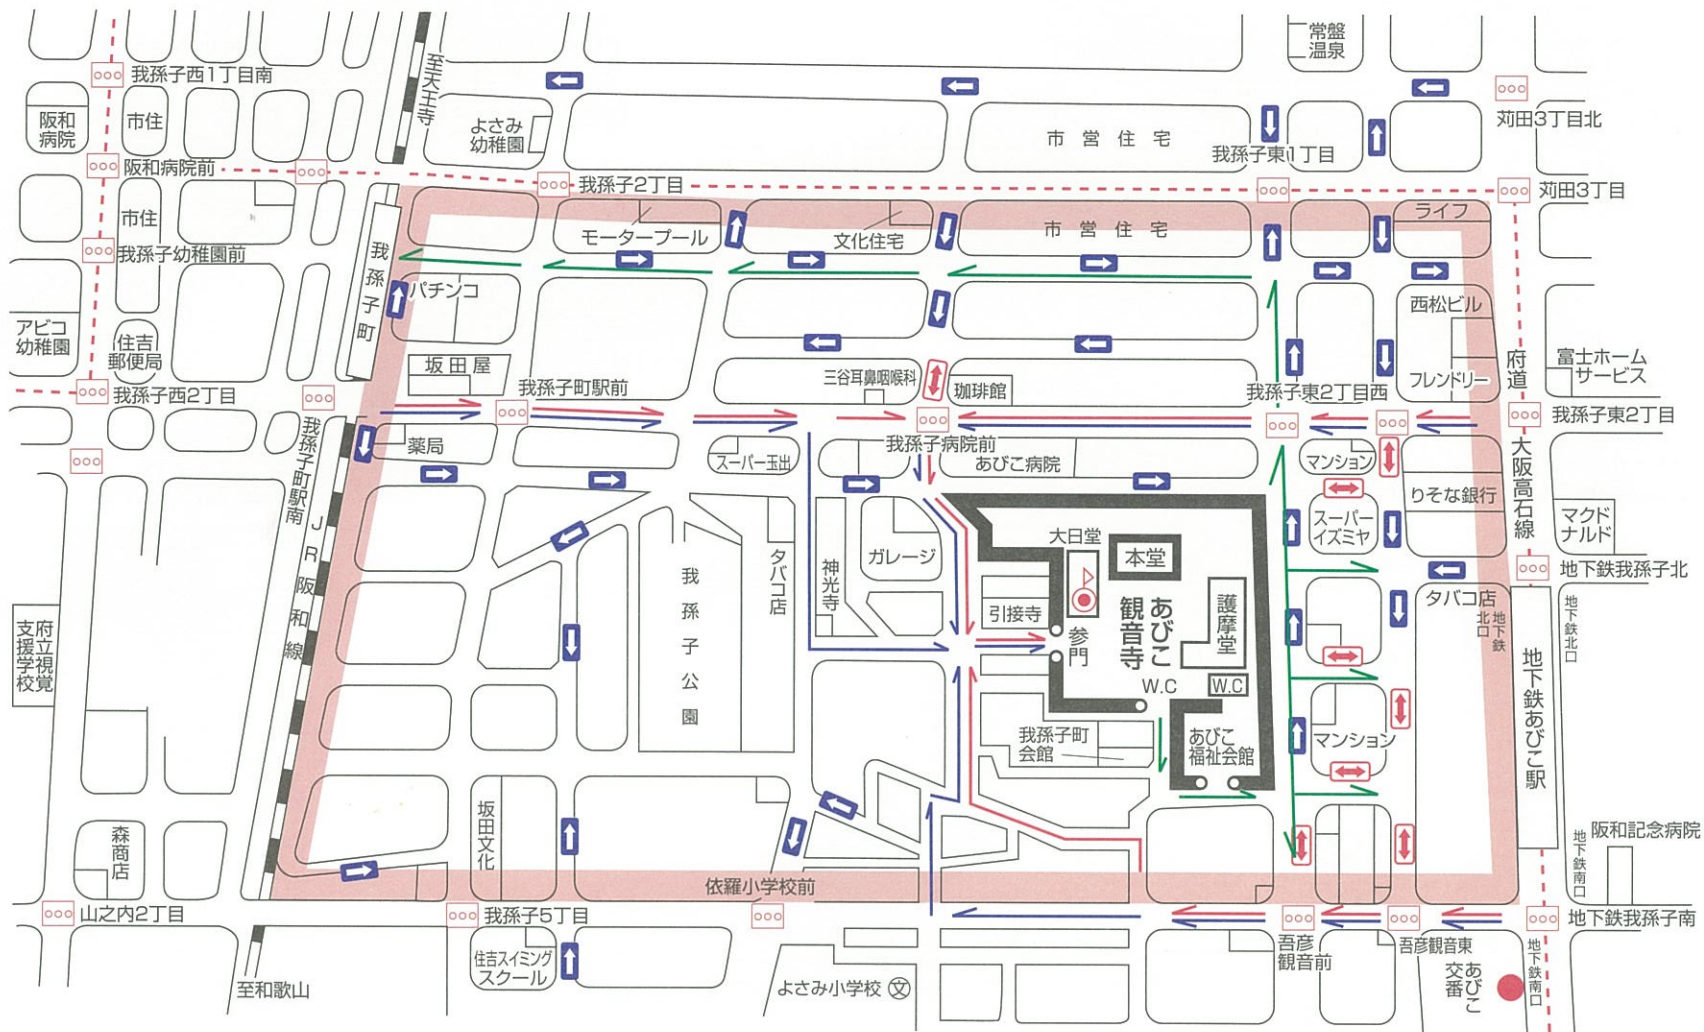 常盤
温泉
至天王寺
我孫子西1丁目南
阪和
病院
市住
よさみ
幼稚園
市営住宅
苅田3丁目北
我孫子東1丁目
阪和病院前
我孫子2丁目
苅田3丁目
市住
モータープール
文化住宅
市営住宅
ライフ
我孫子幼稚園前
我孫子町
パチンコ
西松ビル
アビコ
幼稚園
住吉
郵便局
坂田屋
三谷耳鼻咽喉科
珈琲館
フレンドリー
府道
大阪高石線
富士ホーム
サービス
我孫子西2丁目
我孫子町駅前
我孫子東2丁目西
我孫子東2丁目
我孫子町駅南
薬局
スーパー玉出
我孫子病院前
あびこ病院
マンション
りそな銀行
スーパー
イズミヤ
マクド
ナルド
JR阪和線
我孫子公園
タバコ店
神光寺
ガレージ
大日堂
本堂
地下鉄我孫子北
引接寺
参門
あびこ
観音寺
護摩堂
タバコ店
地下鉄
北口
地下鉄北口
府立視覚
支援学校
W.C
W.C
地下鉄あびこ駅
我孫子町
会館
あびこ
福祉会館
マンション
森商店
坂田文化
阪和記念病院
地下鉄南口
依羅小学校前
山之内2丁目
我孫子5丁目
地下鉄我孫子南
吾彦
観音前
吾彦観音東
住吉スイミング
スクール
至和歌山
よさみ小学校 文
あびこ
交番
地下鉄南口